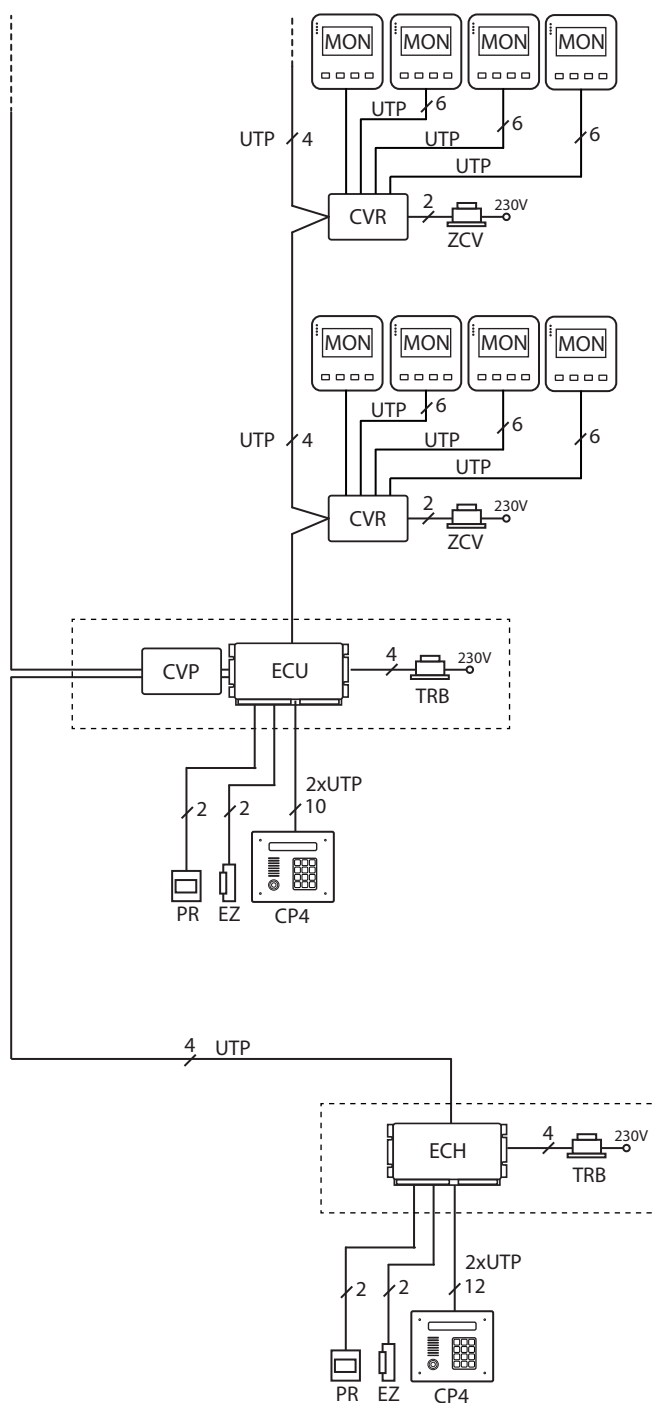 MON MON MON MON
UTP 6
UTP 4
UTP 6
UTP 6
CVR 2 230V
ZCV
MON MON MON MON
UTP 6
UTP 4
UTP 6
UTP 6
CVR 2 230V
ZCV
CVP ECU 4 230V
TRB
2xUTP
2 2 10
PR EZ CP4
4 UTP
ECH 4 230V
TRB
2xUTP
2 2 12
PR EZ CP4